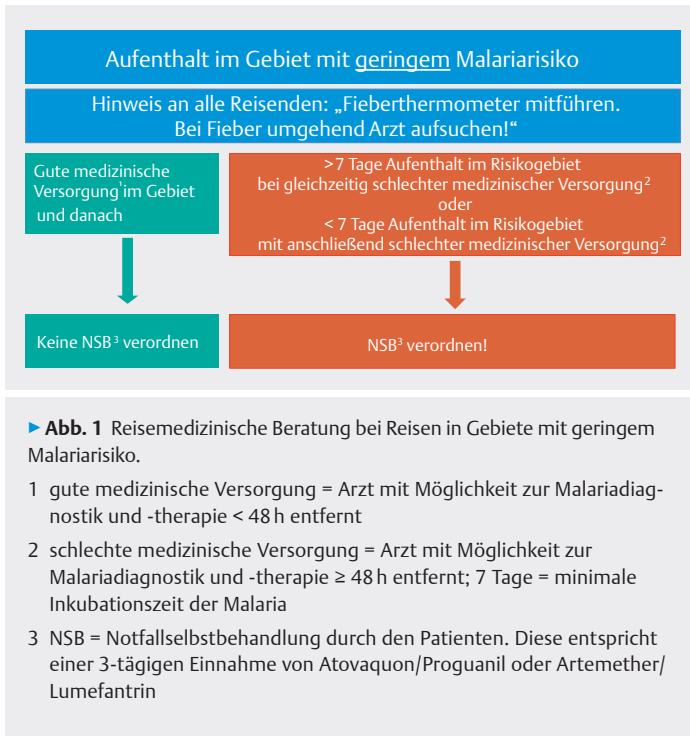 Aufenthalt im Gebiet mit geringem Malariarisiko
Hinweis an alle Reisenden: „Fieberthermometer mitführen.
Bei Fieber umgehend Arzt aufsuchen!“
Gute medizinische
Versorgung¹im Gebiet
und danach
>7 Tage Aufenthalt im Risikogebiet
bei gleichzeitig schlechter medizinischer Versorgung²
oder
< 7 Tage Aufenthalt im Risikogebiet
mit anschließend schlechter medizinischer Versorgung²
Keine NSB³ verordnen
NSB³ verordnen!
▶ Abb. 1 Reisemedizinische Beratung bei Reisen in Gebiete mit geringem
Malariarisiko.
1 gute medizinische Versorgung = Arzt mit Möglichkeit zur Malariadiag-
nostik und -therapie < 48 h entfernt
2 schlechte medizinische Versorgung = Arzt mit Möglichkeit zur
Malariadiagnostik und -therapie ≥ 48 h entfernt; 7 Tage = minimale
Inkubationszeit der Malaria
3 NSB = Notfallselbstbehandlung durch den Patienten. Diese entspricht
einer 3-tägigen Einnahme von Atovaquon/Proguanil oder Artemether/
Lumefantrin